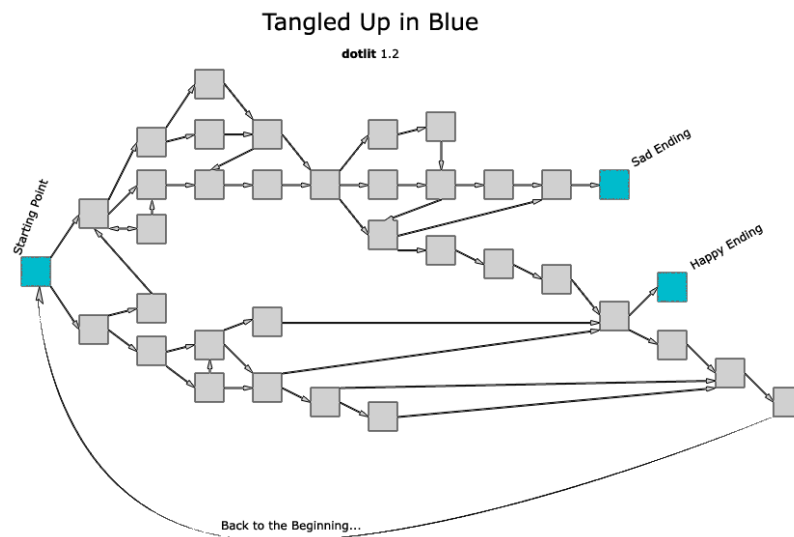 Tangled Up in Blue
dotlit 1.2
Sad Ending
Starting Point
Happy Ending
Back to the Beginning...